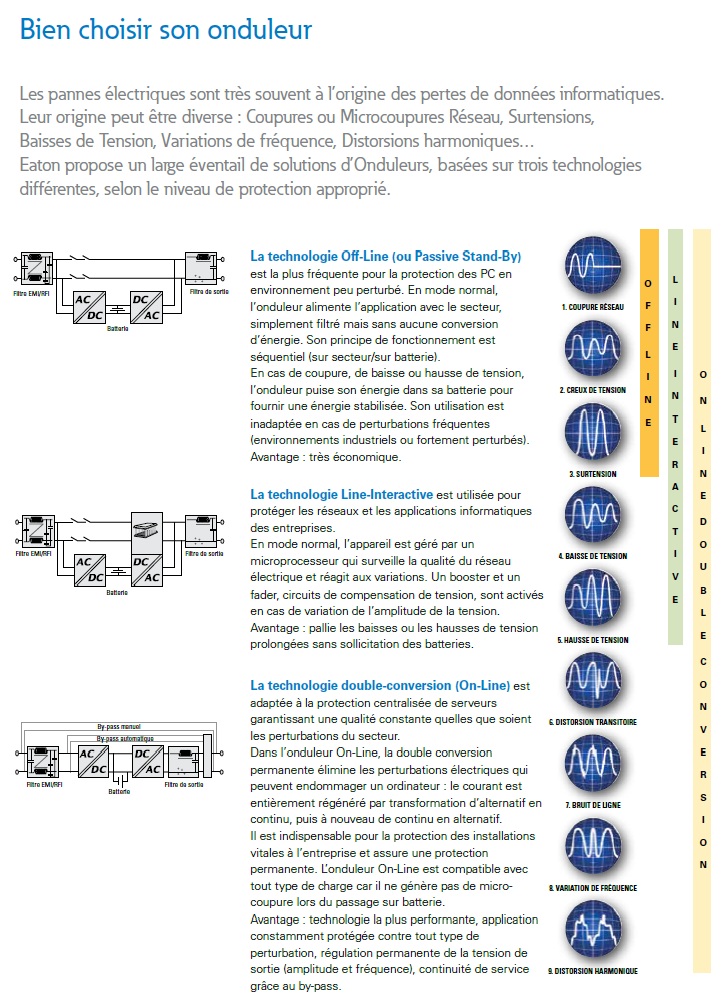 Bien choisir son onduleur
Les pannes électriques sont très souvent à l'origine des pertes de données informatiques.
Leur origine peut être diverse : Coupures ou Microcoupures Réseau, Surtensions,
Baisses de Tension, Variations de fréquence, Distorsions harmoniques...
Eaton propose un large éventail de solutions d'Onduleurs, basées sur trois technologies
différentes, selon le niveau de protection approprié.
Filtre EMI/RFI
AC
DC
Batterie
DC
AC
Filtre de sortie
La technologie Off-Line (ou Passive Stand-By)
est la plus fréquente pour la protection des PC en
environnement peu perturbé. En mode normal,
l'onduleur alimente l'application avec le secteur,
simplement filtré mais sans aucune conversion
d'énergie. Son principe de fonctionnement est
séquentiel (sur secteur/sur batterie).
En cas de coupure, de baisse ou hausse de tension,
l'onduleur puise son énergie dans sa batterie pour
fournir une énergie stabilisée. Son utilisation est
inadaptée en cas de perturbations fréquentes
(environnements industriels ou fortement perturbés).
Avantage : très économique.
Filtre EMI/RFI
AC
DC
Batterie
DC
AC
Filtre de sortie
La technologie Line-Interactive est utilisée pour
protéger les réseaux et les applications informatiques
des entreprises.
En mode normal, l'appareil est géré par un
microprocesseur qui surveille la qualité du réseau
électrique et réagit aux variations. Un booster et un
fader, circuits de compensation de tension, sont activés
en cas de variation de l'amplitude de la tension.
Avantage : pallie les baisses ou les hausses de tension
prolongées sans sollicitation des batteries.
By-pass manuel
By-pass automatique
Filtre EMI/RFI
AC
DC
Batterie
DC
AC
Filtre de sortie
La technologie double-conversion (On-Line) est
adaptée à la protection centralisée de serveurs
garantissant une qualité constante quelles que soient
les perturbations du secteur.
Dans l'onduleur On-Line, la double conversion
permanente élimine les perturbations électriques qui
peuvent endommager un ordinateur : le courant est
entièrement régénéré par transformation d'alternatif en
continu, puis à nouveau de continu en alternatif.
Il est indispensable pour la protection des installations
vitales à l'entreprise et assure une protection
permanente. L'onduleur On-Line est compatible avec
tout type de charge car il ne génère pas de micro-
coupure lors du passage sur batterie.
Avantage : technologie la plus performante, application
constamment protégée contre tout type de
perturbation, régulation permanente de la tension de
sortie (amplitude et fréquence), continuité de service
grâce au by-pass.
1. COUPURE RÉSEAU
2. CREUX DE TENSION
3. SURTENSION
4. BAISSE DE TENSION
5. HAUSSE DE TENSION
6. DISTORSION TRANSITOIRE
7. BRUIT DE LIGNE
8. VARIATION DE FRÉQUENCE
9. DISTORSION HARMONIQUE
OFF LINE
LINE INTERACTIVE
ON LINE DOUBLE CONVERSION